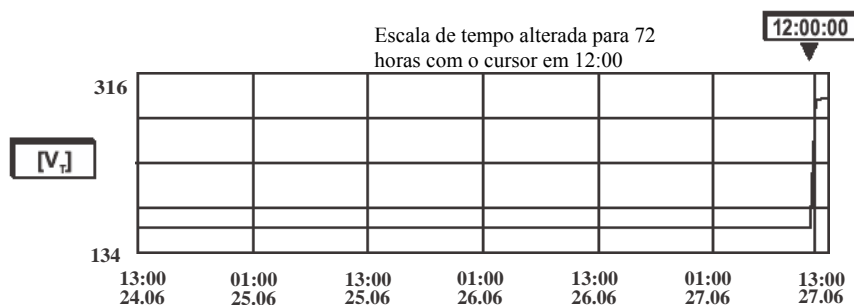 Escala de tempo alterada para 72
horas com o cursor em 12:00
12:00:00
316
[V_T]
134
13:00 01:00 13:00 01:00 13:00 01:00 13:00
24.06 25.06 25.06 26.06 26.06 27.06 27.06